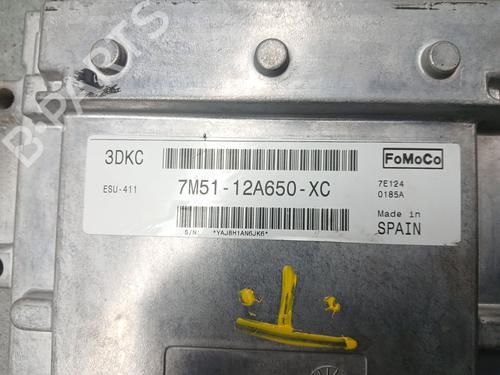 B-PARTS
3DKC
FoMoCo
ESU-411
7M51-12A650-XC
7E124
0185A
Made in
SPAIN
S/N: *YAJ8H1AN6JK6*